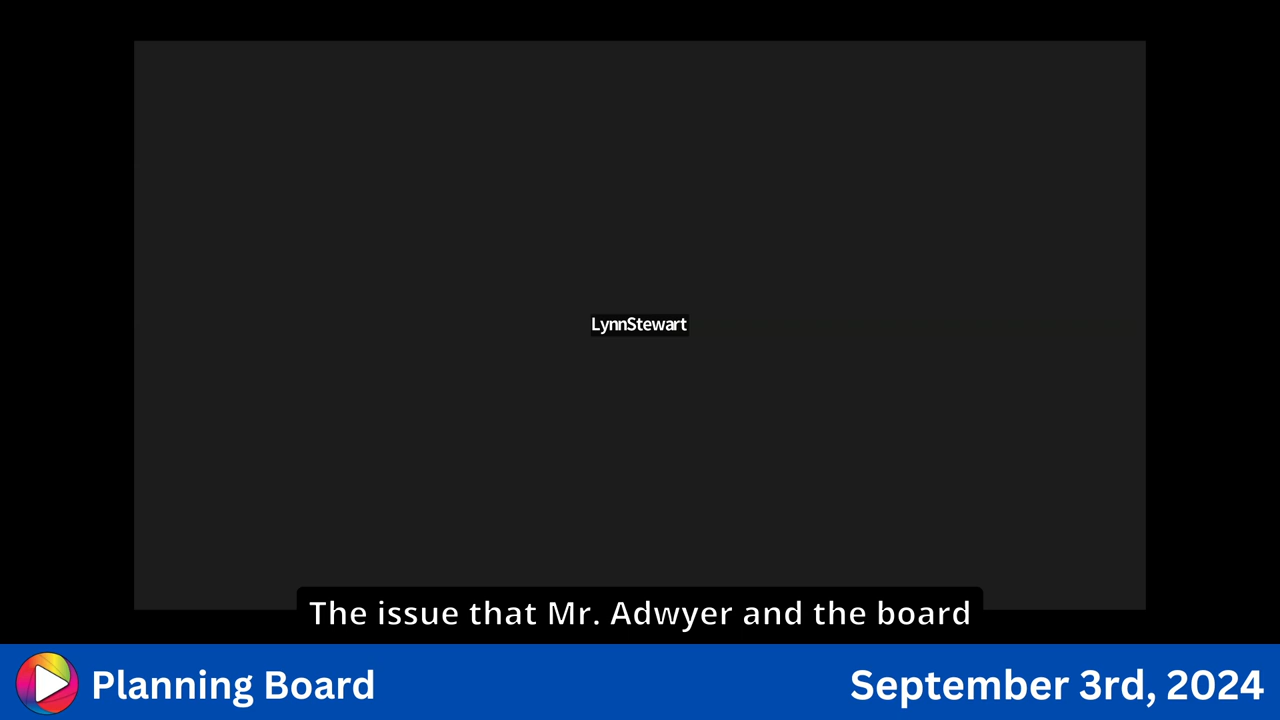 LynnStewart
The issue that Mr. Adwyer and the board
Planning Board
September 3rd, 2024